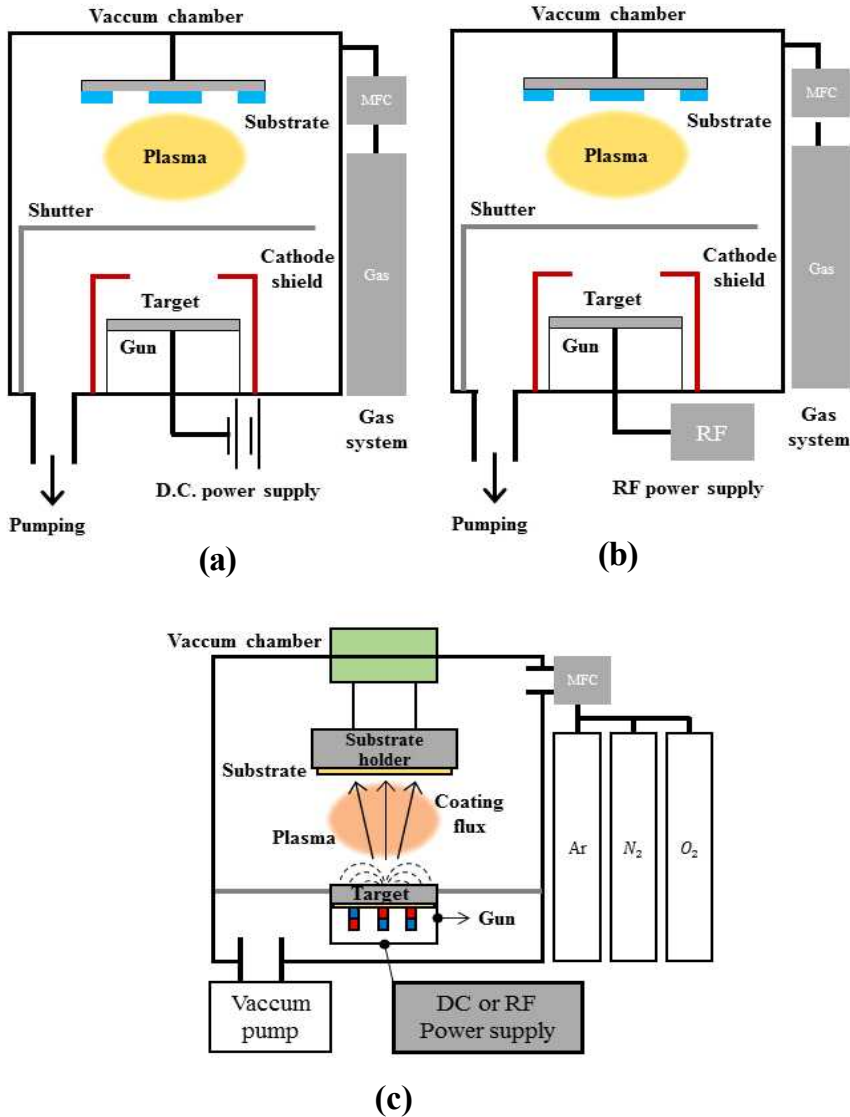 Vaccum chamber
MFC
Substrate
Plasma
Shutter
Cathode
shield
Gas
Target
Gun
Gas
system
D.C. power supply
Pumping
(a)
Vaccum chamber
MFC
Substrate
Plasma
Shutter
Cathode
shield
Gas
Target
Gun
RF
Gas
system
RF power supply
Pumping
(b)
Vaccum chamber
MFC
Substrate
holder
Substrate
Coating
flux
Plasma
Ar
N₂
O₂
Target
Gun
Vaccum
pump
DC or RF
Power supply
(c)